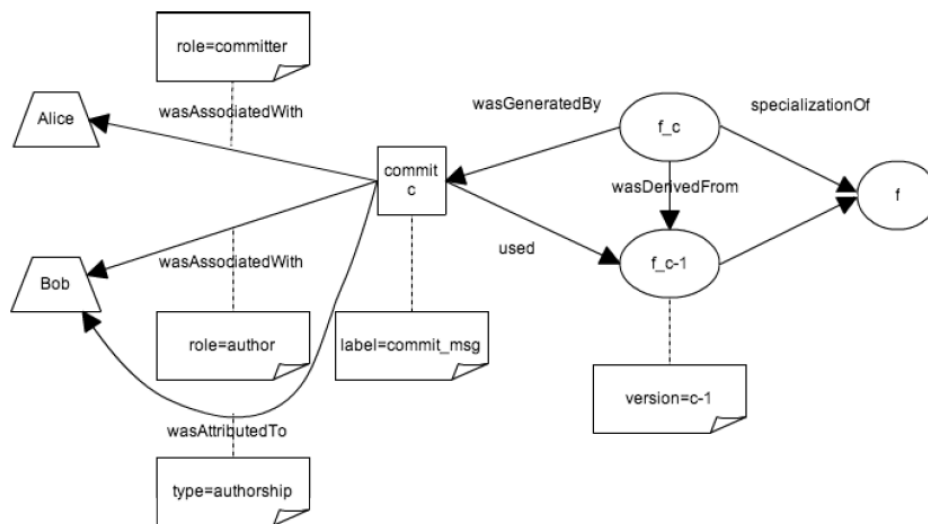 role=committer
wasAssociatedWith
Alice
wasGeneratedBy
specializationOf
f_c
commit
c
wasDerivedFrom
f
used
f_c-1
wasAssociatedWith
Bob
role=author
label=commit_msg
version=c-1
wasAttributedTo
type=authorship